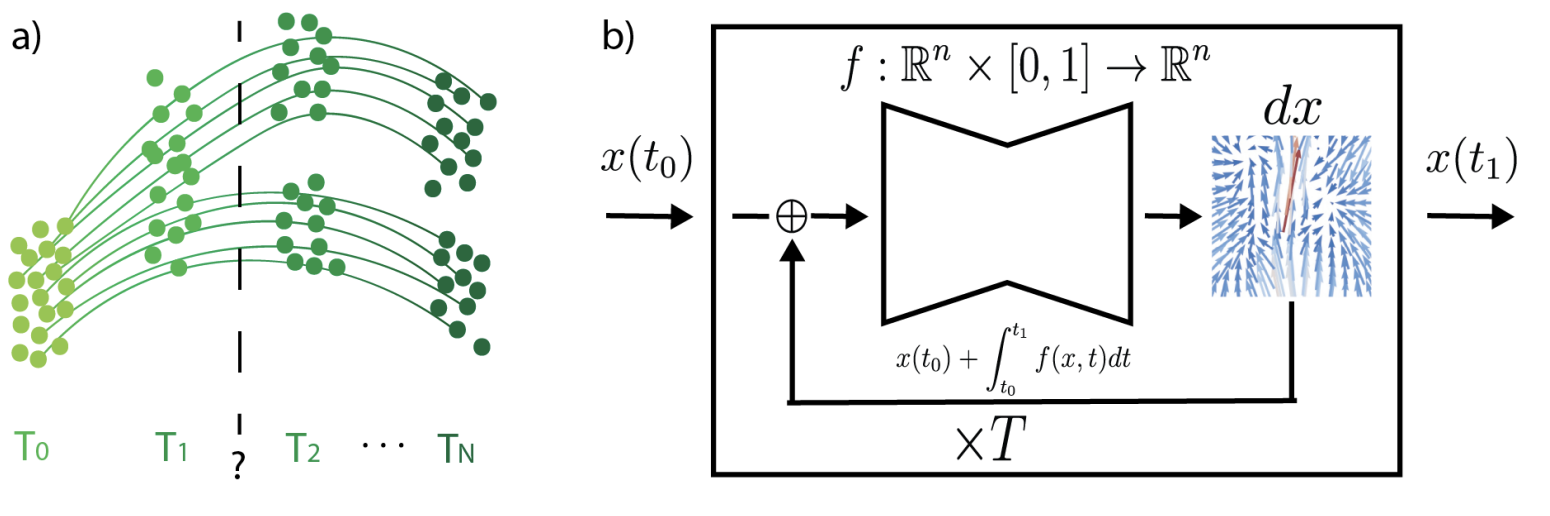 a)
T0 T1 ? T2 ... TN
b)
f : ℝⁿ × [0, 1] → ℝⁿ
dx
x(t₀)
x(t₁)
⊕
x(t₀) + ∫_{t₀}^{t₁} f(x, t)dt
×T